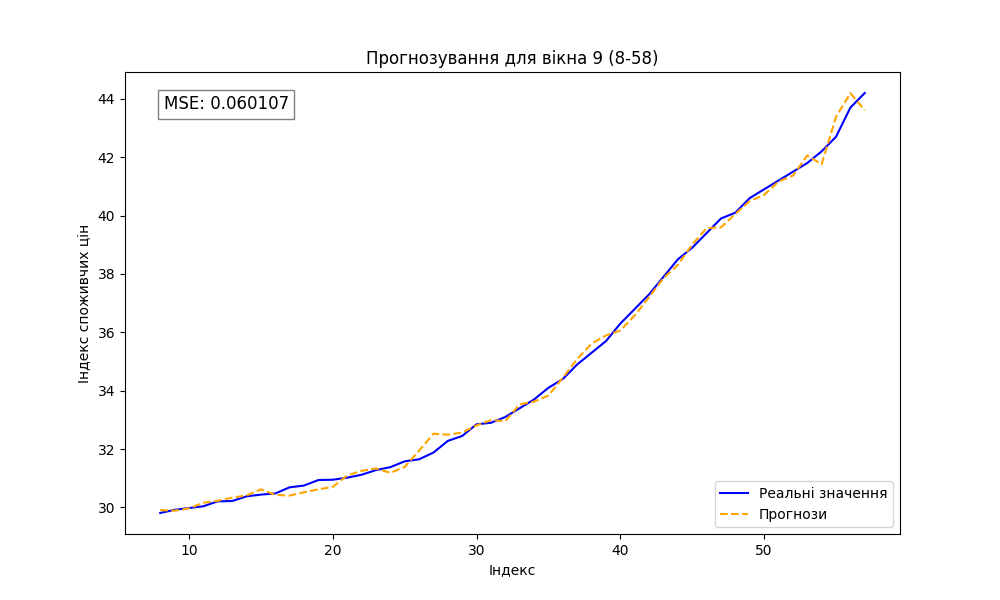 Прогнозування для вікна 9 (8-58)
MSE: 0.060107
44
42
40
38
36
34
32
30
Індекс споживчих цін
10
20
30
40
50
Індекс
Реальні значення
Прогнози